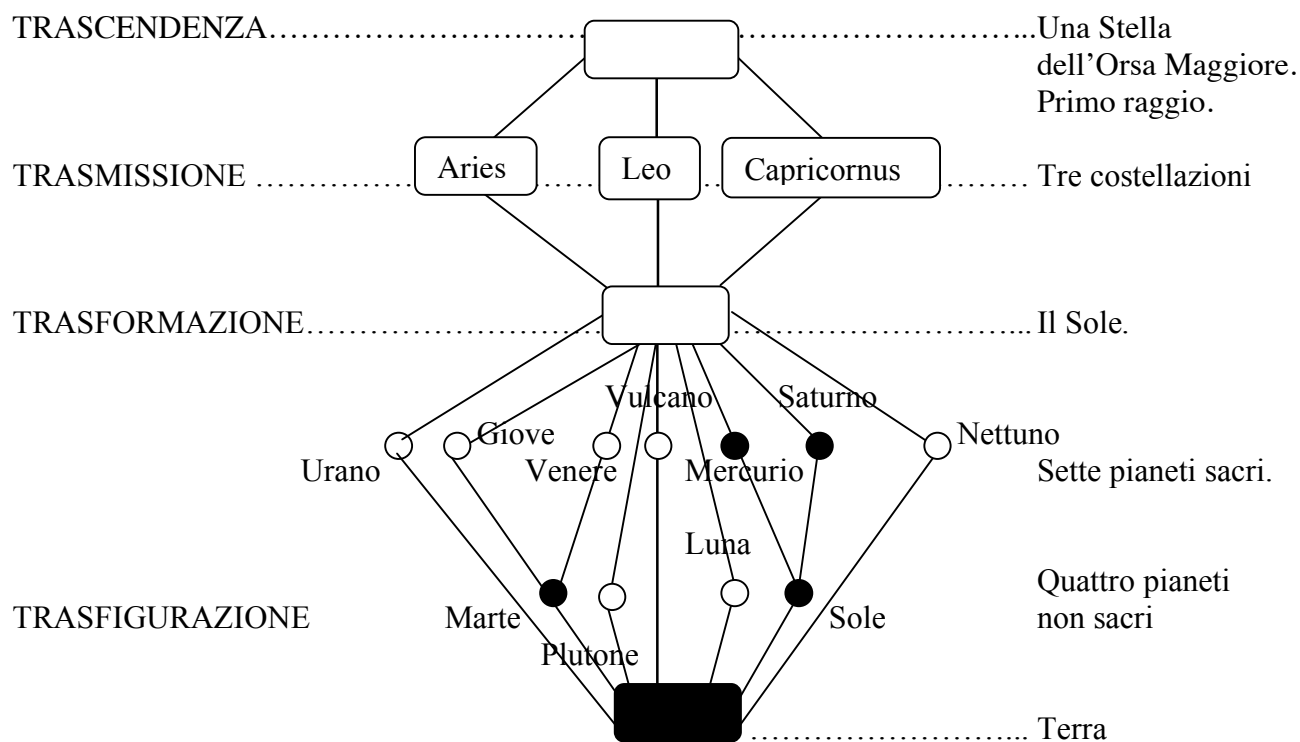 TRASCENDENZA…………………………. …….……………………... Una Stella
dell’Orsa Maggiore.
Primo raggio.
Aries Leo Capricornus
TRASMISSIONE …………… ……. …. …….. Tre costellazioni
TRASFORMAZIONE……………………. ……………………... Il Sole.
Vulcano Saturno
Giove Nettuno
Urano Venere Mercurio Sette pianeti sacri.
Luna
Quattro pianeti
TRASFIGURAZIONE Marte Sole non sacri
Plutone
……………………... Terra